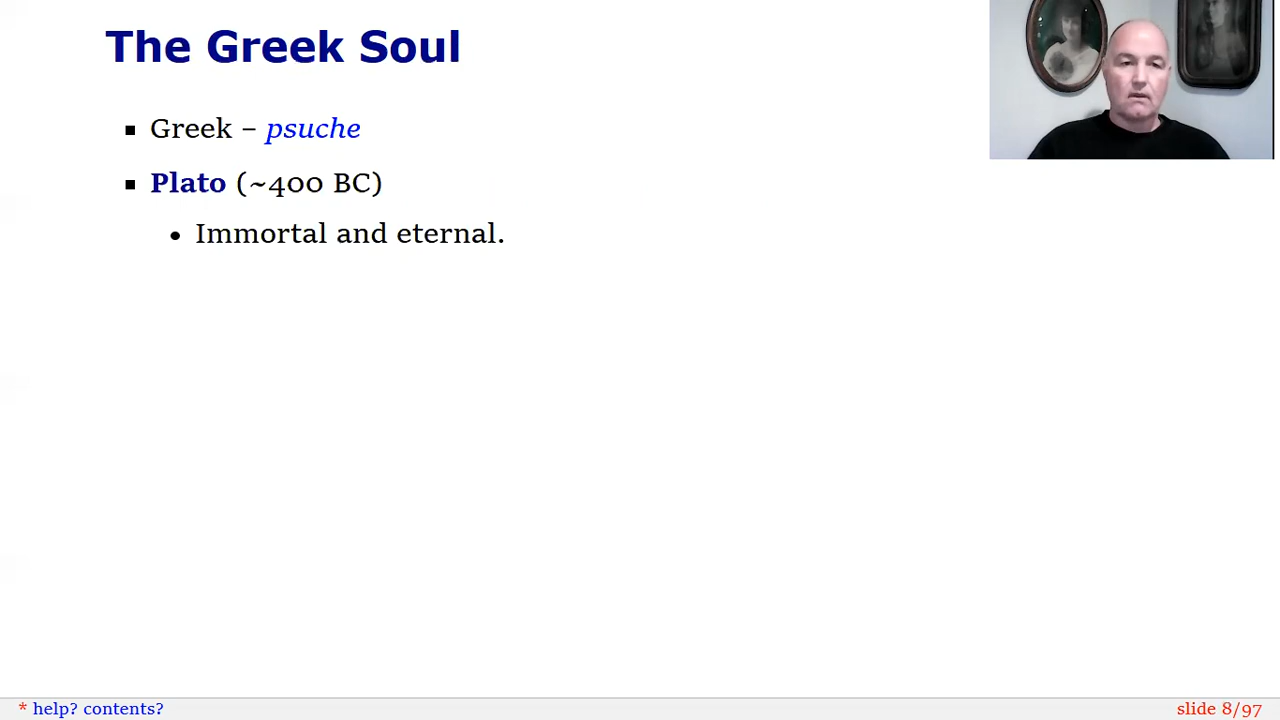 The Greek Soul
Greek – psuche
Plato (~400 BC)
Immortal and eternal.
* help? contents?
slide 8/97